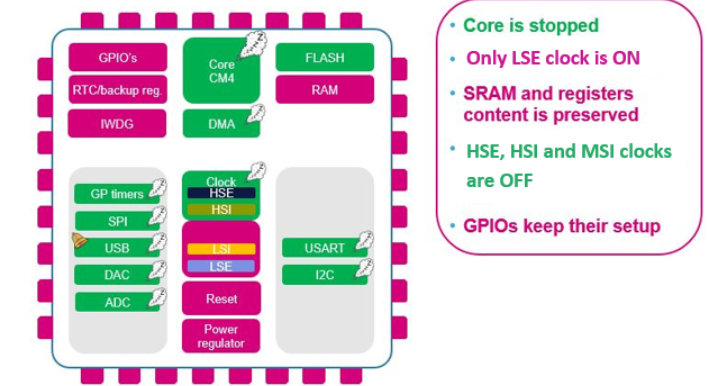 GPIO's
RTC/backup reg.
IWDG
Core
CM4
DMA
FLASH
RAM
GP timers
SPI
USB
DAC
ADC
Clock
HSE
HSI
LSI
LSE
Reset
Power
regulator
USART
I2C
• Core is stopped
• Only LSE clock is ON
• SRAM and registers
content is preserved
• HSE, HSI and MSI clocks
are OFF
• GPIOs keep their setup